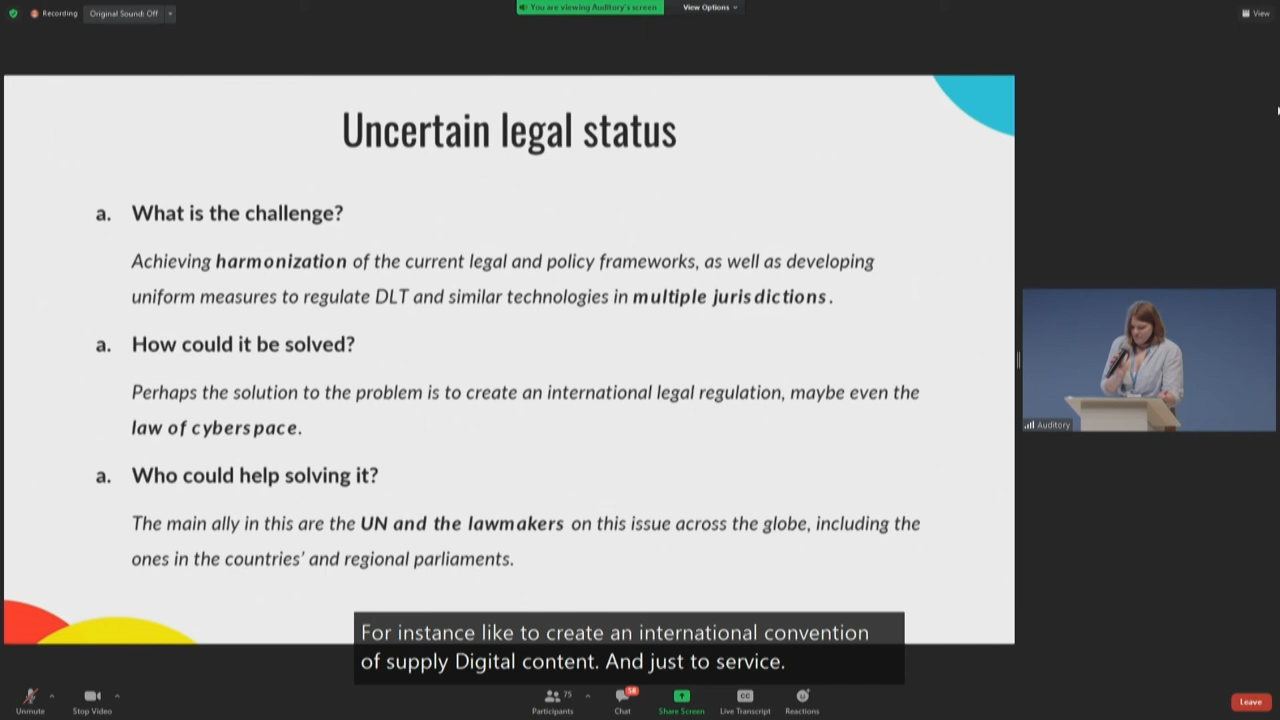 Recording
Original Sound: Off
You are viewing Auditory's screen
View Options
View
Uncertain legal status
a. What is the challenge?
Achieving harmonization of the current legal and policy frameworks, as well as developing
uniform measures to regulate DLT and similar technologies in multiple jurisdictions.
a. How could it be solved?
Perhaps the solution to the problem is to create an international legal regulation, maybe even the
law of cyberspace.
a. Who could help solving it?
The main ally in this are the UN and the lawmakers on this issue across the globe, including the
ones in the countries' and regional parliaments.
Auditory
For instance like to create an international convention
of supply Digital content. And just to service.
Unmute
Stop Video
Participants
75
Chat
58
Share Screen
CC
Live Transcript
Reactions
Leave